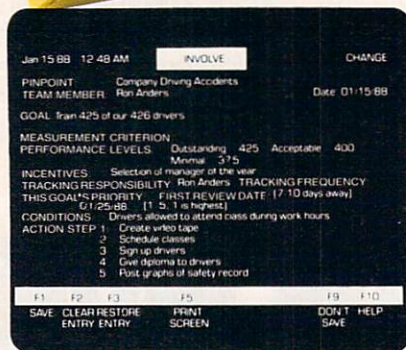 Jan 15 88 12 48 AM INVOLVE CHANGE
PINPOINT Company Driving Accidents
TEAM MEMBER Ron Anders Date 01/15/88
GOAL Train 425 of our 426 drivers
MEASUREMENT CRITERION
PERFORMANCE LEVELS Outstanding 425 Acceptable 400
Minimal 375
INCENTIVES Selection of manager of the year
TRACKING RESPONSIBILITY Ron Anders TRACKING FREQUENCY
THIS GOAL'S PRIORITY FIRST REVIEW DATE [7 10 days away]
01/25/88 [1 5, 1 is highest]
CONDITIONS Drivers allowed to attend class during work hours
ACTION STEP 1 Create video tape
2 Schedule classes
3 Sign up drivers
4 Give diploma to drivers
5 Post graphs of safety record
F1 F2 F3 F5 F9 F10
SAVE CLEAR RESTORE PRINT DON'T HELP
ENTRY ENTRY SCREEN SAVE